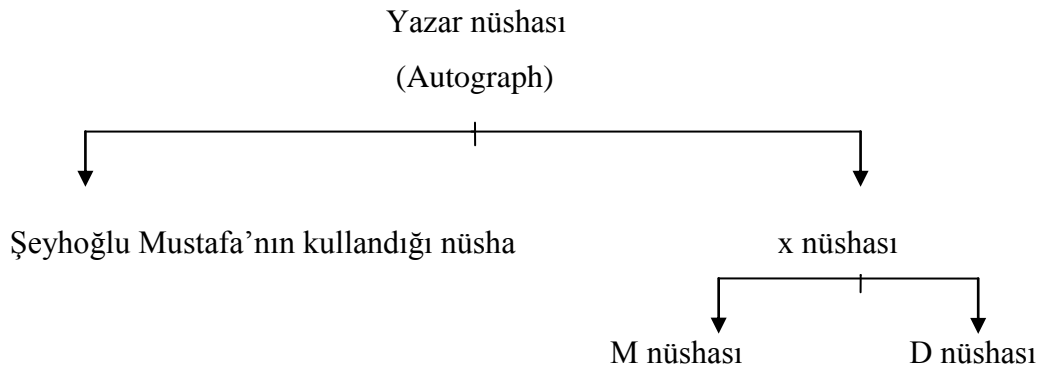 Yazar nüshası
(Autograph)
Şeyhoğlu Mustafa’nın kullandığı nüsha
x nüshası
M nüshası
D nüshası